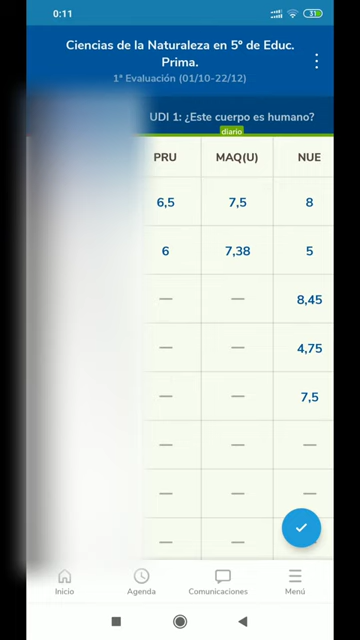 0:11
31
Ciencias de la Naturaleza en 5º de Educ.
Prima.
1ª Evaluación (01/10-22/12)
UDI 1: ¿Este cuerpo es humano?
diario
PRU MAQ(U) NUE
6,5 7,5 8
6 7,38 5
— — 8,45
— — 4,75
— — 7,5
— — —
— — —
— —
Inicio Agenda Comunicaciones Menú